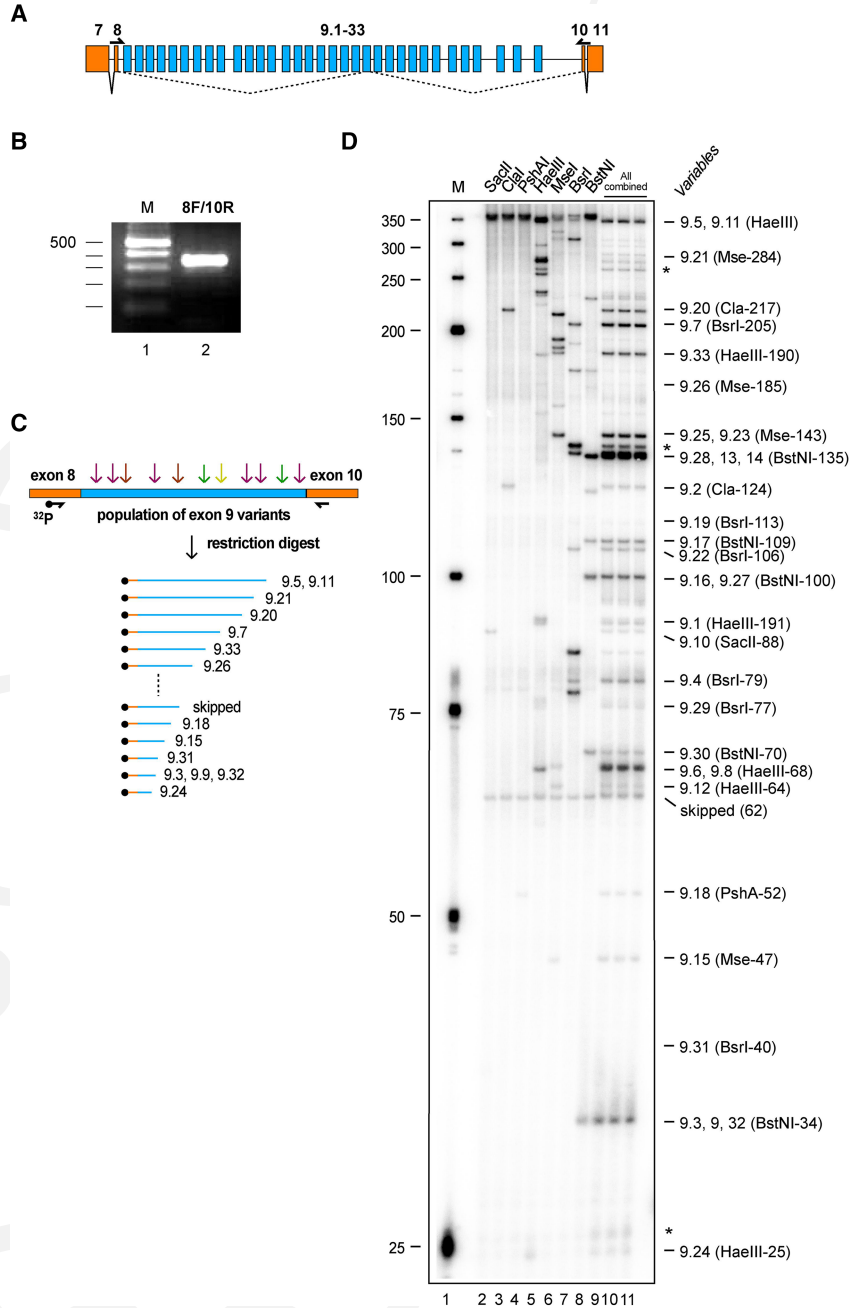 A
7 8 9.1-33 10 11
B
M 8F/10R
500
1 2
C
exon 8 exon 10
32P population of exon 9 variants
restriction digest
9.5, 9.11
9.21
9.20
9.7
9.33
9.26
skipped
9.18
9.15
9.31
9.3, 9.9, 9.32
9.24
D
M SacII ClaI PshAI HaeIII MseI BsrI BstNI All combined Variables
350
300
250
200
150
100
75
50
25
9.5, 9.11 (HaeIII)
9.21 (Mse-284)
*
9.20 (Cla-217)
9.7 (BsrI-205)
9.33 (HaeIII-190)
9.26 (Mse-185)
9.25, 9.23 (Mse-143)
*
9.28, 13, 14 (BstNI-135)
9.2 (Cla-124)
9.19 (BsrI-113)
9.17 (BstNI-109)
9.22 (BsrI-106)
9.16, 9.27 (BstNI-100)
9.1 (HaeIII-191)
9.10 (SacII-88)
9.4 (BsrI-79)
9.29 (BsrI-77)
9.30 (BstNI-70)
9.6, 9.8 (HaeIII-68)
9.12 (HaeIII-64)
skipped (62)
9.18 (PshA-52)
9.15 (Mse-47)
9.31 (BsrI-40)
9.3, 9, 32 (BstNI-34)
*
9.24 (HaeIII-25)
1 2 3 4 5 6 7 8 9 10 11